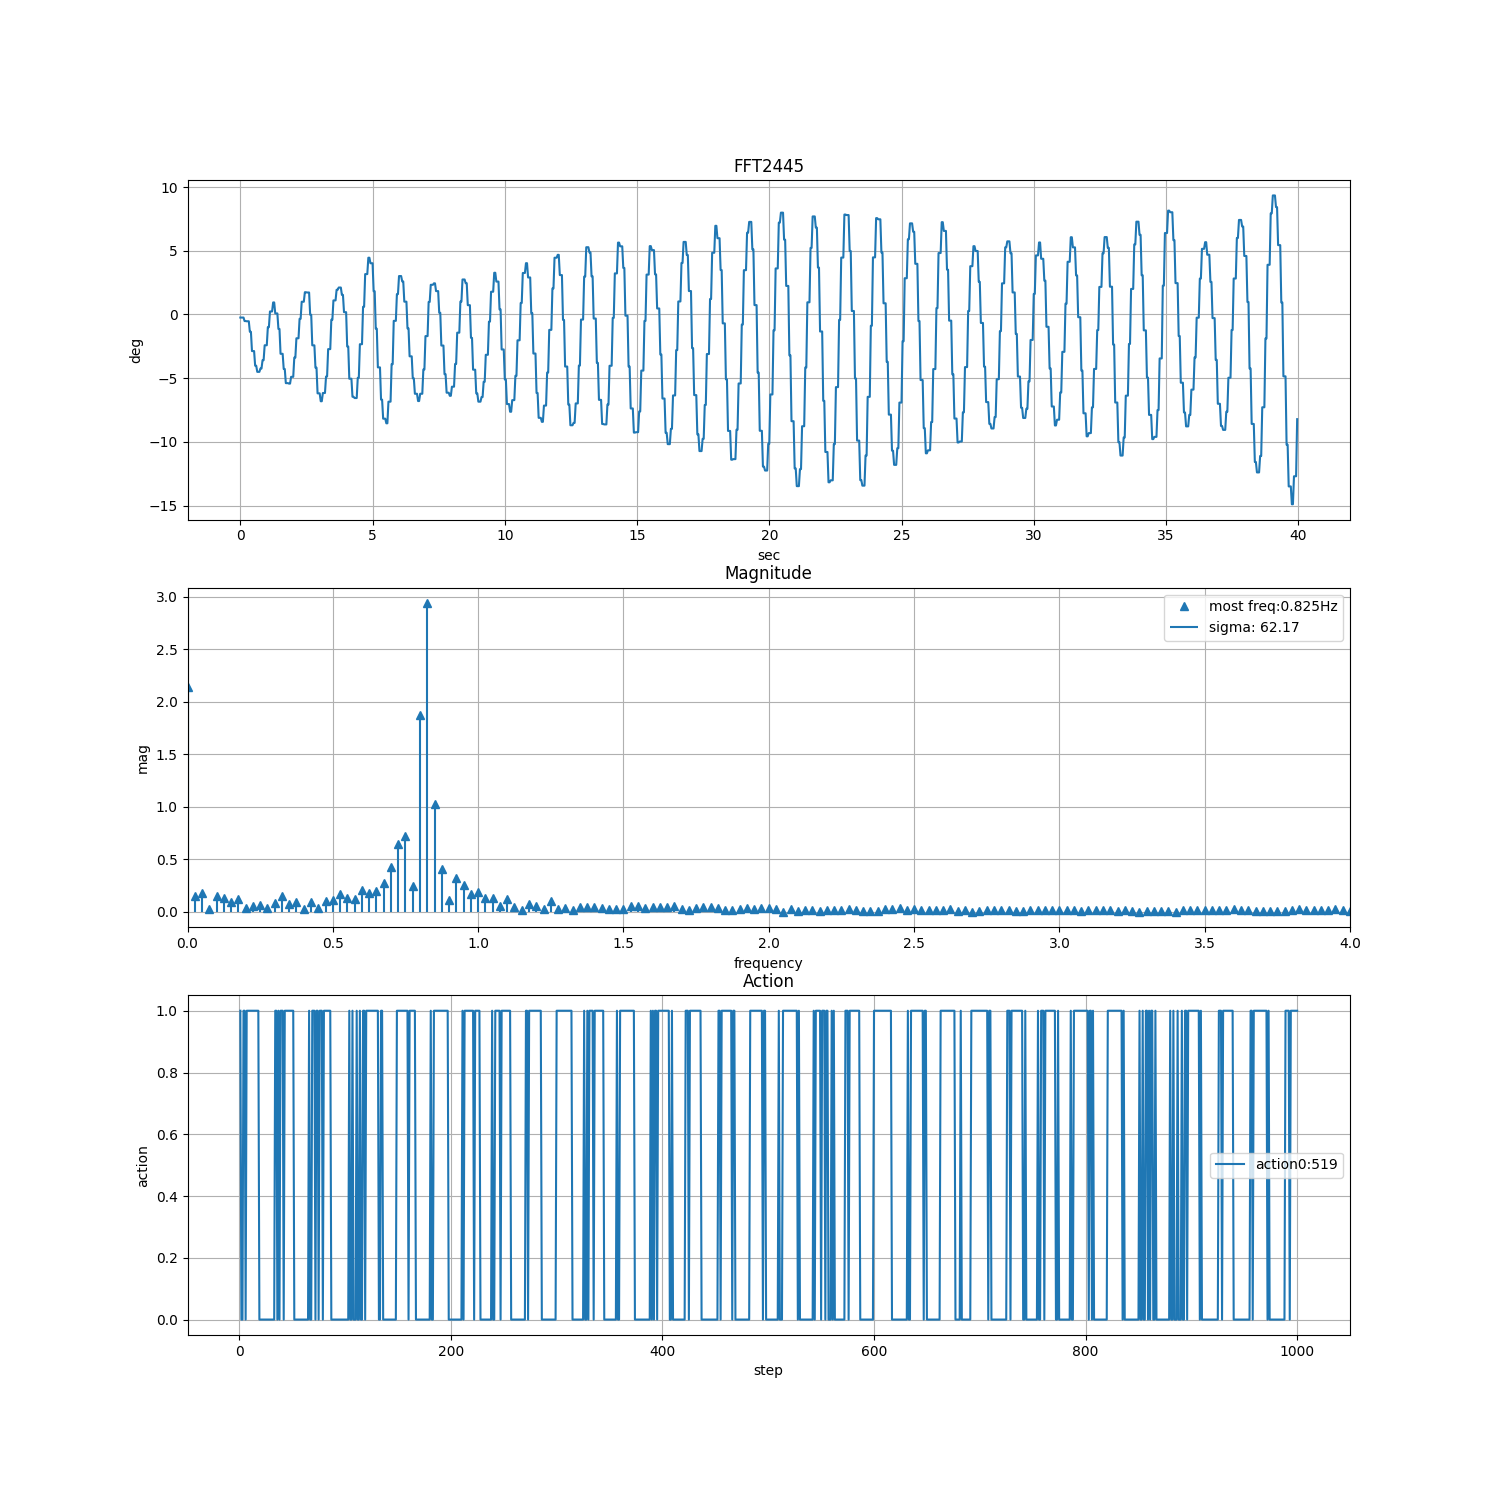 FFT2445
10
5
0
−5
−10
−15
deg
0 5 10 15 20 25 30 35 40
sec
Magnitude
3.0
2.5
2.0
1.5
1.0
0.5
0.0
mag
most freq:0.825Hz
sigma: 62.17
0.0 0.5 1.0 1.5 2.0 2.5 3.0 3.5 4.0
frequency
Action
1.0
0.8
0.6
0.4
0.2
0.0
action
action0:519
0 200 400 600 800 1000
step